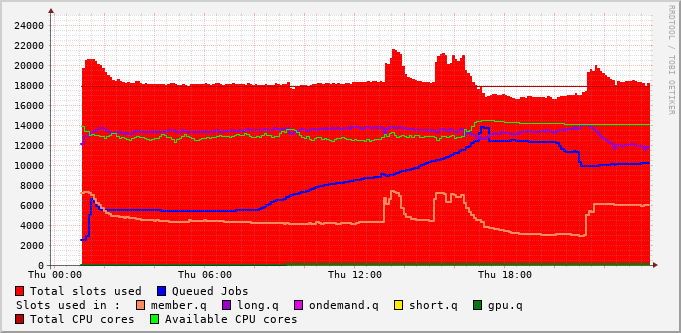 24000
22000
20000
18000
16000
14000
12000
10000
8000
6000
4000
2000
0
Thu 00:00 Thu 06:00 Thu 12:00 Thu 18:00
RRDTOOL / TOBI OETIKER
Total slots used Queued Jobs
Slots used in : member.q long.q ondemand.q short.q gpu.q
Total CPU cores Available CPU cores